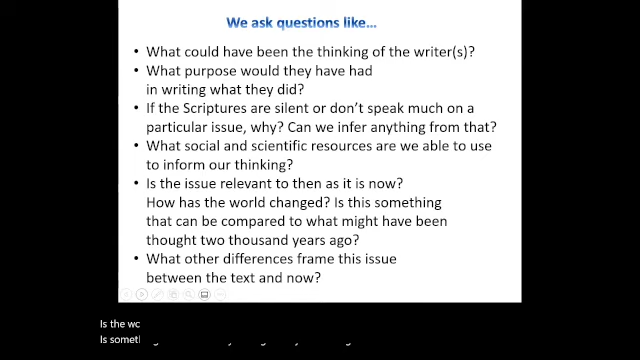 We ask questions like...
• What could have been the thinking of the writer(s)?
• What purpose would they have had
in writing what they did?
• If the Scriptures are silent or don't speak much on a
particular issue, why? Can we infer anything from that?
• What social and scientific resources are we able to use
to inform our thinking?
• Is the issue relevant to then as it is now?
How has the world changed? Is this something
that can be compared to what might have been
thought two thousand years ago?
• What other differences frame this issue
between the text and now?
Is the
Is